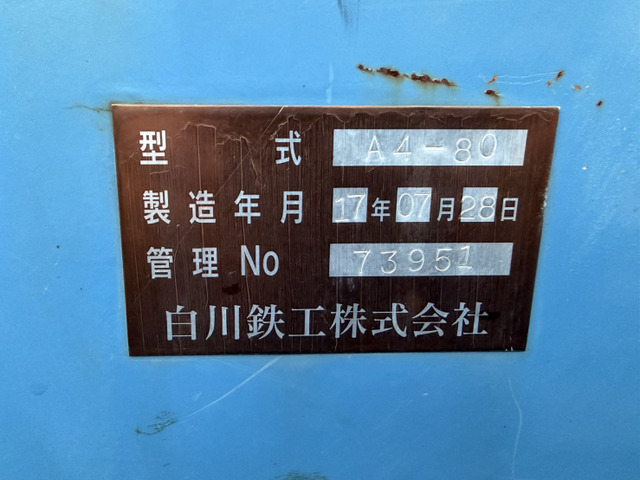 型 式 A4-80
製造年月 17年07月28日
管理No 73951
白川鉄工株式会社